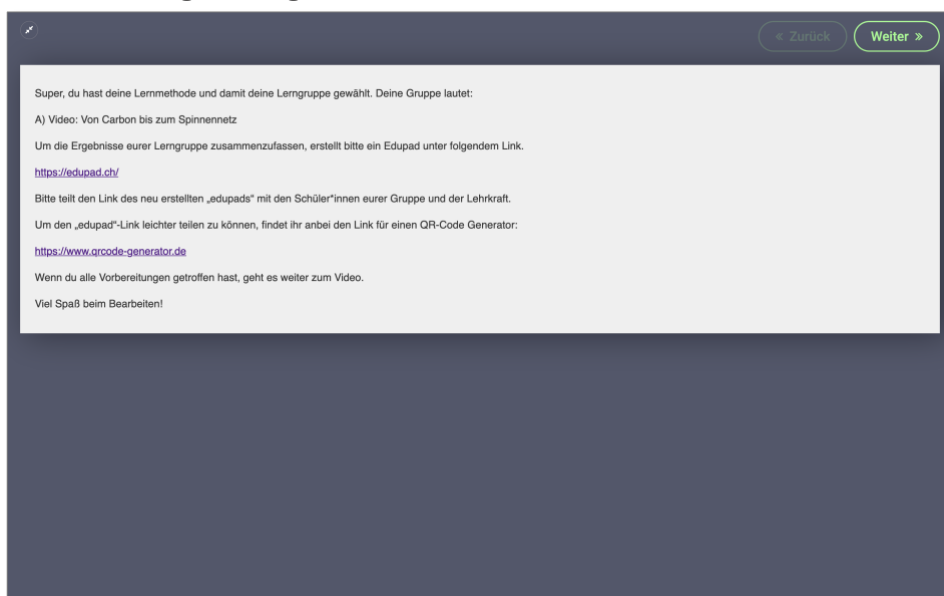 « Zurück
Weiter »
Super, du hast deine Lernmethode und damit deine Lerngruppe gewählt. Deine Gruppe lautet:
A) Video: Von Carbon bis zum Spinnennetz
Um die Ergebnisse eurer Lerngruppe zusammenzufassen, erstellt bitte ein Edupad unter folgendem Link.
https://edupad.ch/
Bitte teilt den Link des neu erstellten „edupads“ mit den Schüler*innen eurer Gruppe und der Lehrkraft.
Um den „edupad“-Link leichter teilen zu können, findet ihr anbei den Link für einen QR-Code Generator:
https://www.qrcode-generator.de
Wenn du alle Vorbereitungen getroffen hast, geht es weiter zum Video.
Viel Spaß beim Bearbeiten!